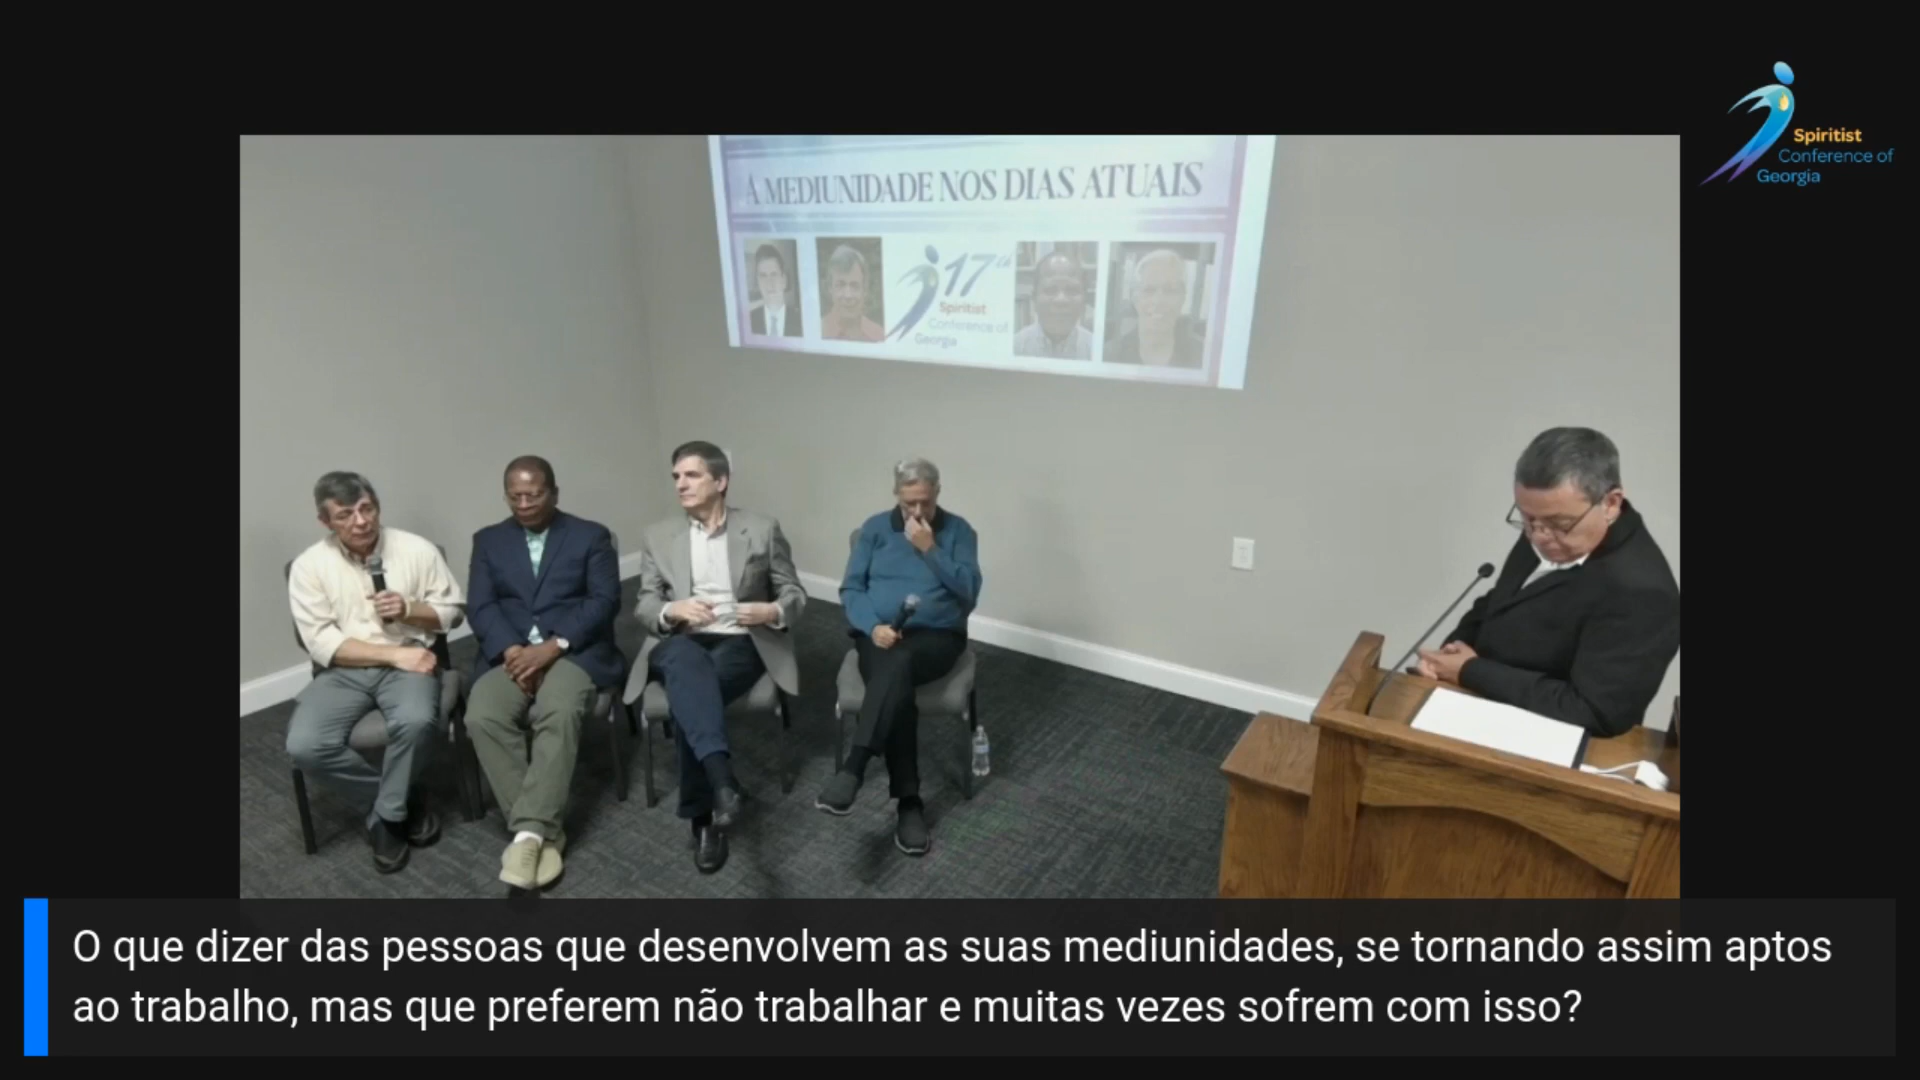 Spiritist
Conference of
Georgia
A MEDIUNIDADE NOS DIAS ATUAIS
17th
Spiritist
Conference of
Georgia
O que dizer das pessoas que desenvolvem as suas mediunidades, se tornando assim aptos
ao trabalho, mas que preferem não trabalhar e muitas vezes sofrem com isso?